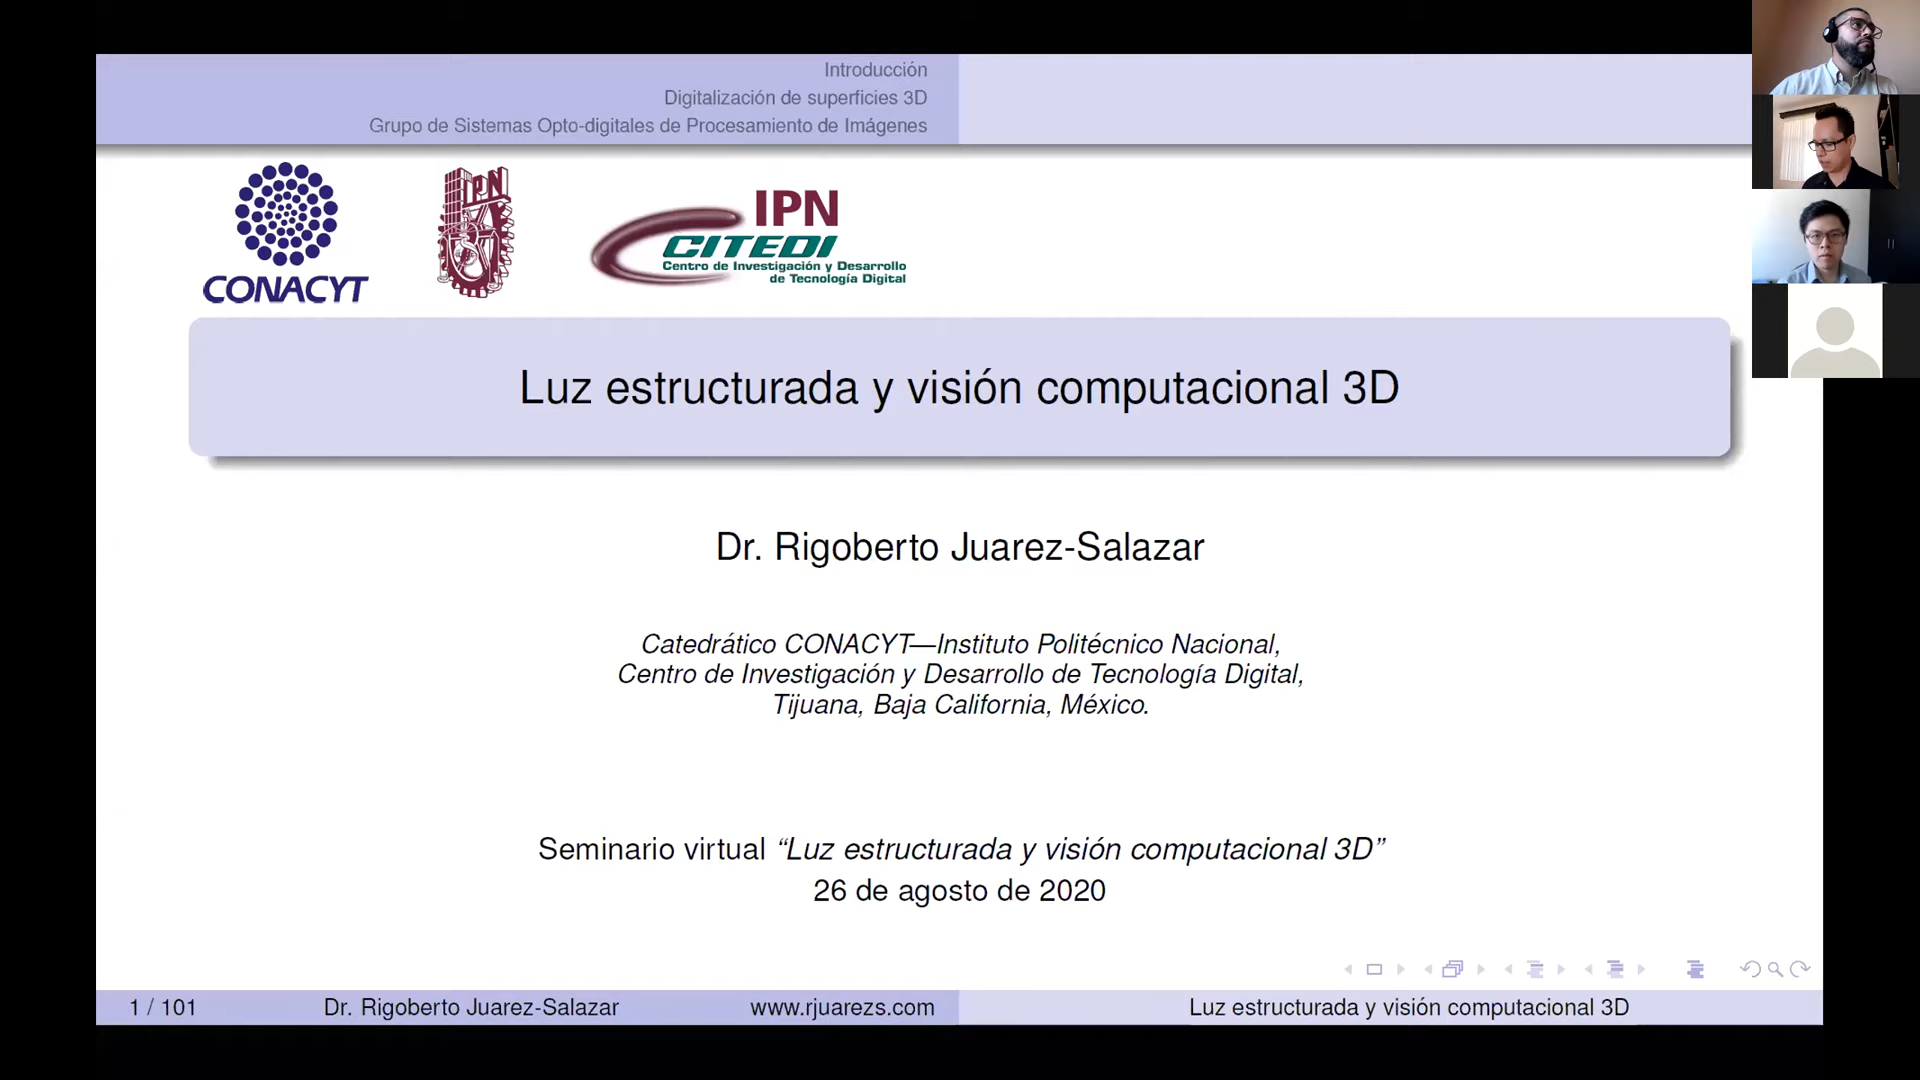 Introducción
Digitalización de superficies 3D
Grupo de Sistemas Opto-digitales de Procesamiento de Imágenes
CONACYT
IPN
IPN
CITEDI
Centro de Investigación y Desarrollo
de Tecnología Digital
Luz estructurada y visión computacional 3D
Dr. Rigoberto Juarez-Salazar
Catedrático CONACYT—Instituto Politécnico Nacional,
Centro de Investigación y Desarrollo de Tecnología Digital,
Tijuana, Baja California, México.
Seminario virtual “Luz estructurada y visión computacional 3D”
26 de agosto de 2020
1 / 101 Dr. Rigoberto Juarez-Salazar www.rjuarezs.com Luz estructurada y visión computacional 3D